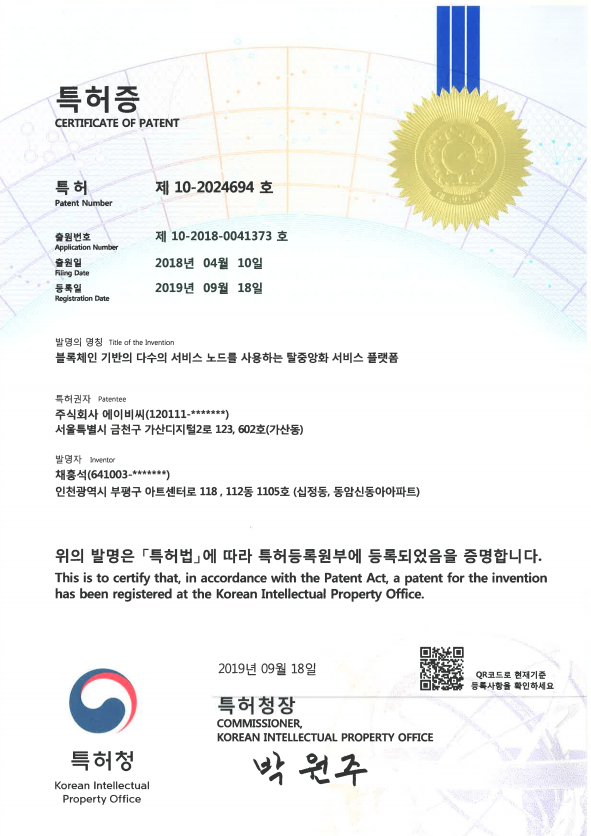 특허증
CERTIFICATE OF PATENT
특허 제 10-2024694 호
Patent Number
출원번호 제 10-2018-0041373 호
Application Number
출원일 2018년 04월 10일
Filing Date
등록일 2019년 09월 18일
Registration Date
발명의 명칭 Title of the Invention
블록체인 기반의 다수의 서비스 노드를 사용하는 탈중앙화 서비스 플랫폼
특허권자 Patentee
주식회사 에이비씨(120111-*******)
서울특별시 금천구 가산디지털2로 123, 602호(가산동)
발명자 Inventor
채흥석(641003-*******)
인천광역시 부평구 아트센터로 118 , 112동 1105호 (십정동, 동암신동아아파트)
위의 발명은 「특허법」에 따라 특허등록원부에 등록되었음을 증명합니다.
This is to certify that, in accordance with the Patent Act, a patent for the invention
has been registered at the Korean Intellectual Property Office.
2019년 09월 18일
QR코드로 현재기준
등록사항을 확인하세요
특허청장
COMMISSIONER,
KOREAN INTELLECTUAL PROPERTY OFFICE
박원주
특허청
Korean Intellectual
Property Office